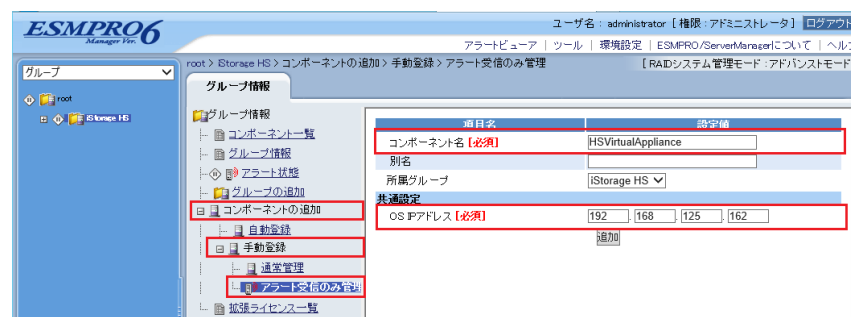 ESMPRO6
Manager Ver.
ユーザ名 : administrator [ 権限 : アドミニストレータ ] ログアウト
アラートビューア | ツール | 環境設定 | ESMPRO/ServerManagerについて | ヘル
グループ
root > iStorage HS > コンポーネントの追加 > 手動登録 > アラート受信のみ管理
[ RAIDシステム管理モード : アドバンストモード
root
iStorage HS
グループ情報
グループ情報
コンポーネント一覧
グループ情報
アラート状態
グループの追加
コンポーネントの追加
自動登録
手動登録
通常管理
アラート受信のみ管理
拡張ライセンス一覧
項目名 設定値
コンポーネント名 [必須] HSVirtualAppliance
別名
所属グループ iStorage HS
共通設定
OS IPアドレス [必須] 192 . 168 . 125 . 162
追加